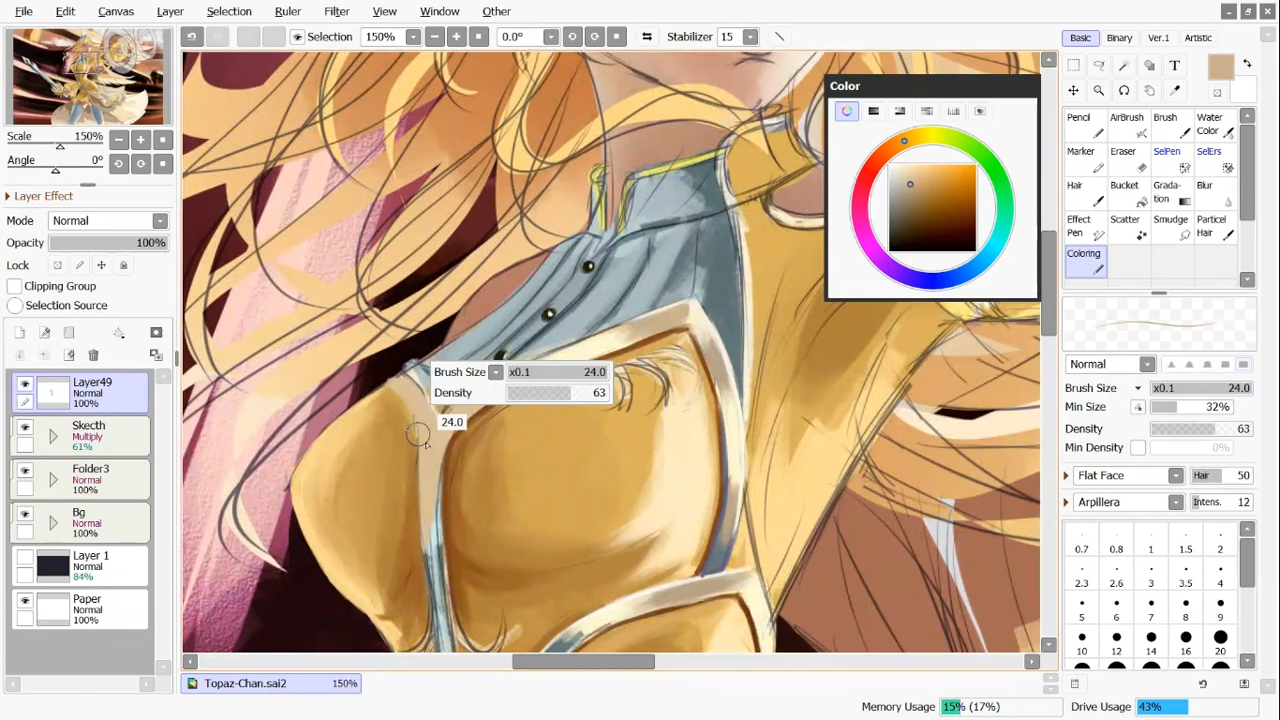 File Edit Canvas Layer Selection Ruler Filter View Window Other
Selection 150% 0.0° Stabilizer 15
Basic Binary Ver.1 Artistic
Scale 150%
Angle 0°
Layer Effect
Mode Normal
Opacity 100%
Lock
Clipping Group
Selection Source
Layer49
Normal
100%
Skecth
Multiply
61%
Folder3
Normal
100%
Bg
Normal
100%
Layer 1
Normal
84%
Paper
Normal
100%
Color
Brush Size x0.1 24.0
Density 63
24.0
T
Pencil AirBrush Brush Water Color
Marker Eraser SelPen SelErs
Hair Bucket Grada-tion Blur
Effect Pen Scatter Smudge Particel Hair
Coloring
Normal
Brush Size x0.1 24.0
Min Size 32%
Density 63
Min Density 0%
Flat Face Hair 50
Arpillera Intens. 12
0.7 0.8 1 1.5 2
2.3 2.6 3 3.5 4
5 6 7 8 9
10 12 14 16 20
Topaz-Chan.sai2 150%
Memory Usage 15% (17%) Drive Usage 43%